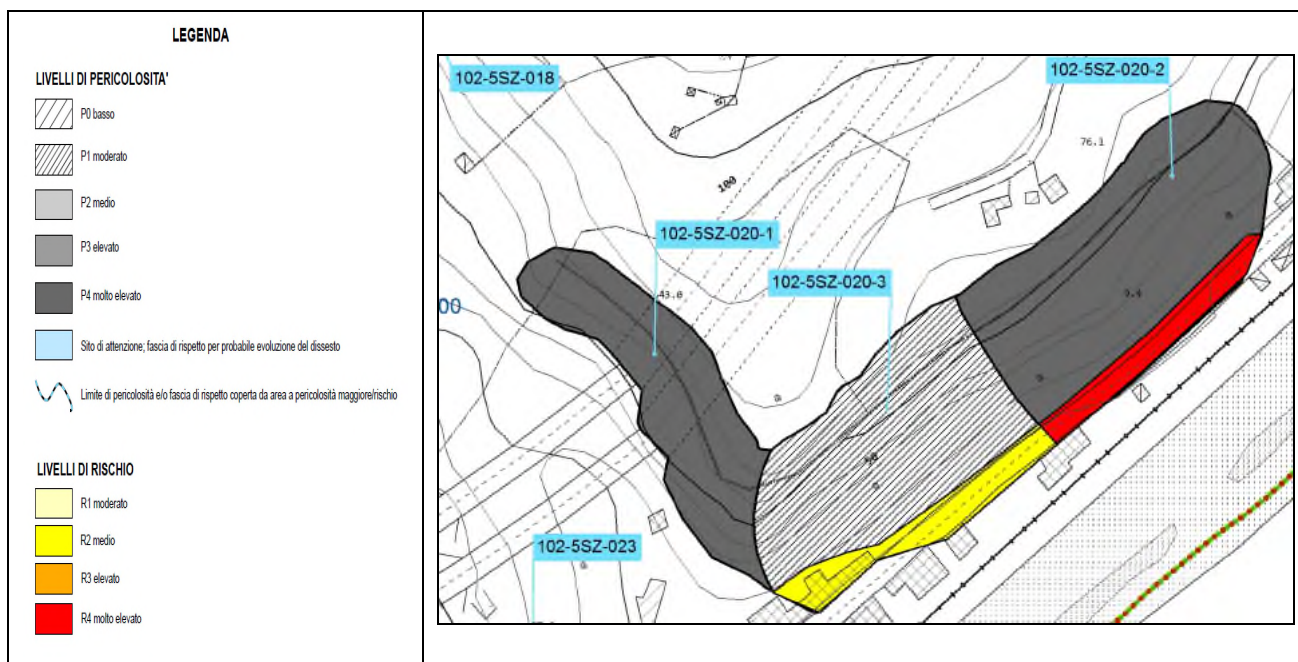 LEGENDA
LIVELLI DI PERICOLOSITA'
P0 basso
P1 moderato
P2 medio
P3 elevato
P4 molto elevato
Sito di attenzione; fascia di rispetto per probabile evoluzione del dissesto
Limite di pericolosità e/o fascia di rispetto coperta da area a pericolosità maggiore/rischio
LIVELLI DI RISCHIO
R1 moderato
R2 medio
R3 elevato
R4 molto elevato
102-5SZ-018
102-5SZ-020-2
76.1
100
102-5SZ-020-1
102-5SZ-020-3
43.0
00
9.4
50
102-5SZ-023